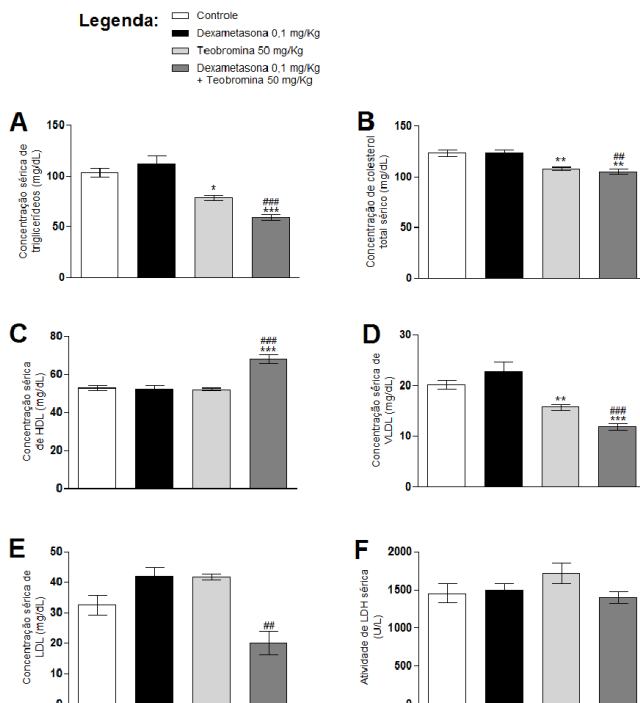 Legenda:
Controle
Dexametasona 0,1 mg/Kg
Teobromina 50 mg/Kg
Dexametasona 0,1 mg/Kg
+ Teobromina 50 mg/Kg
A
Concentração sérica de
triglicerídeos (mg/dL)
150
100
50
0
*
###
***
B
Concentração de colesterol
total sérico (mg/dL)
150
100
50
0
**
##
**
C
Concentração sérica
de HDL (mg/dL)
80
60
40
20
0
###
***
D
Concentração sérica de
VLDL (mg/dL)
30
20
10
0
**
###
***
E
Concentração sérica de
LDL (mg/dL)
50
40
30
20
10
0
##
F
Atividade de LDH sérica
(U/L)
2000
1500
1000
500
0